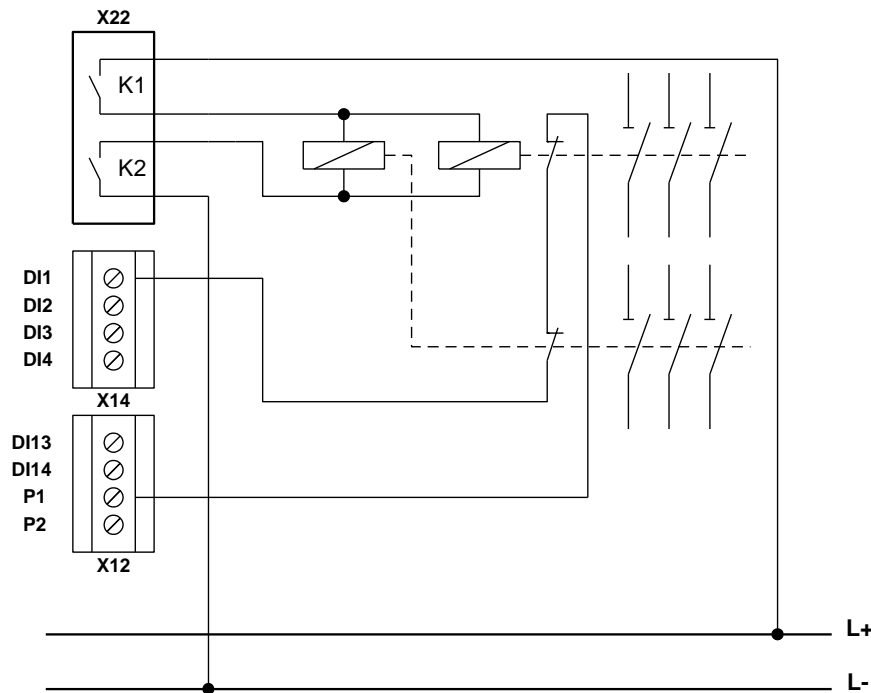 X22
K1
K2
DI1
DI2
DI3
DI4
X14
DI13
DI14
P1
P2
X12
L+
L-